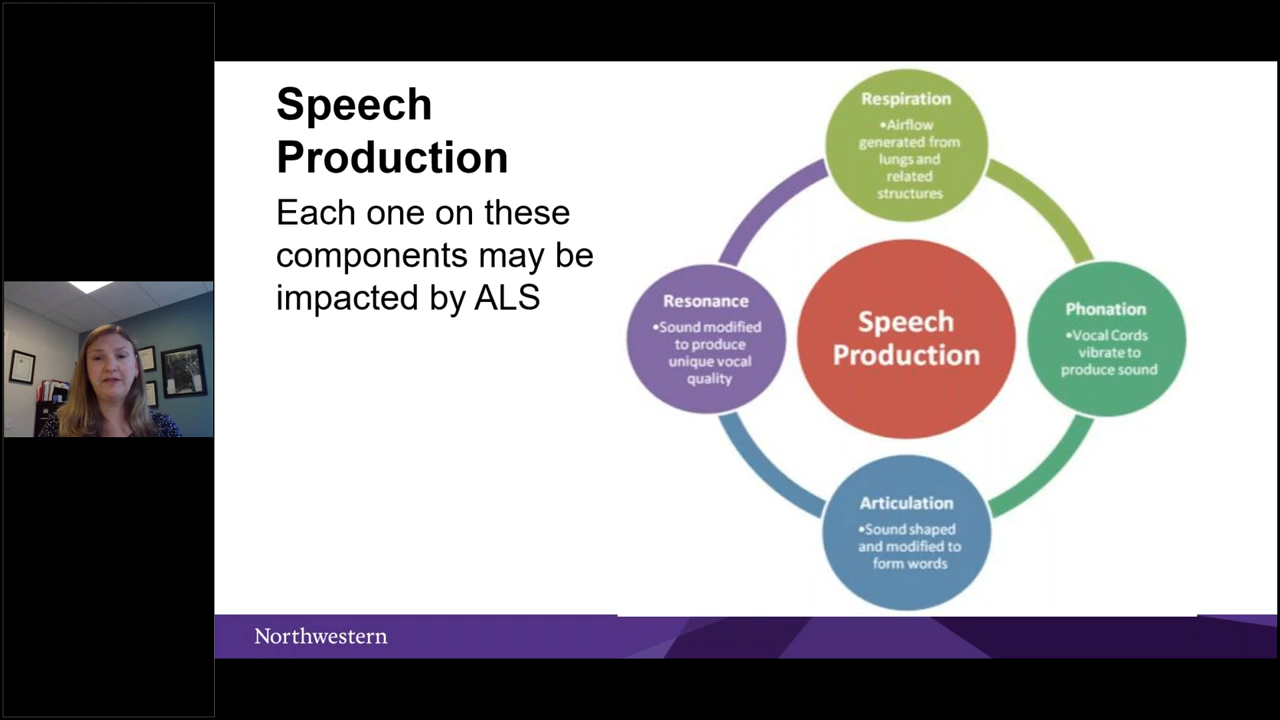 Speech
Production
Each one on these
components may be
impacted by ALS
Respiration
•Airflow
generated from
lungs and
related
structures
Resonance
•Sound modified
to produce
unique vocal
quality
Speech
Production
Phonation
•Vocal Cords
vibrate to
produce sound
Articulation
•Sound shaped
and modified to
form words
Northwestern